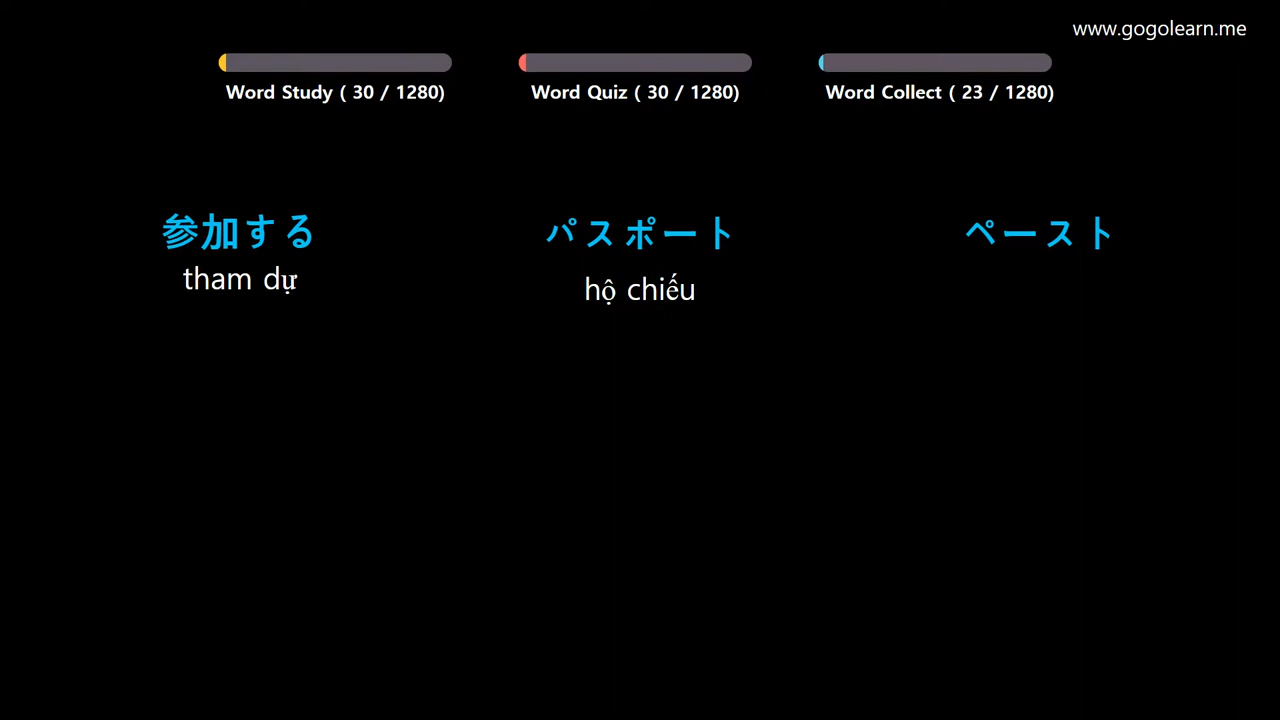 www.gogolearn.me
Word Study ( 30 / 1280)
Word Quiz ( 30 / 1280)
Word Collect ( 23 / 1280)
参加する
tham dự
パスポート
hộ chiếu
ペースト